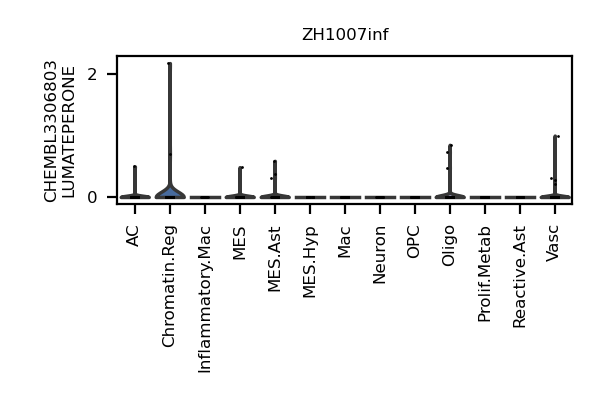 ZH1007inf
CHEMBL3306803
LUMATEPERONE
2
0
AC
Chromatin.Reg
Inflammatory.Mac
MES
MES.Ast
MES.Hyp
Mac
Neuron
OPC
Oligo
Prolif.Metab
Reactive.Ast
Vasc